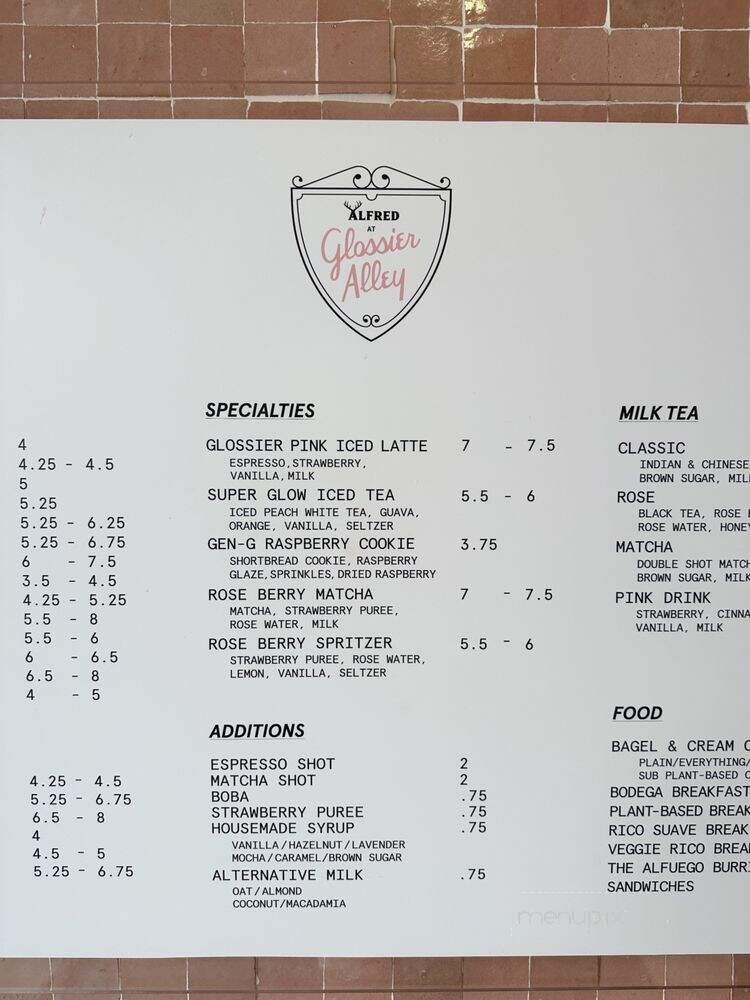 ALFRED
AT
Glossier
Alley
4
4.25 - 4.5
5
5.25
5.25 - 6.25
5.25 - 6.75
6 - 7.5
3.5 - 4.5
4.25 - 5.25
5.5 - 8
5.5 - 6
6 - 6.5
6.5 - 8
4 - 5
4.25 - 4.5
5.25 - 6.75
6.5 - 8
4
4.5 - 5
5.25 - 6.75
SPECIALTIES
GLOSSIER PINK ICED LATTE 7 - 7.5
ESPRESSO, STRAWBERRY,
VANILLA, MILK
SUPER GLOW ICED TEA 5.5 - 6
ICED PEACH WHITE TEA, GUAVA,
ORANGE, VANILLA, SELTZER
GEN-G RASPBERRY COOKIE 3.75
SHORTBREAD COOKIE, RASPBERRY
GLAZE, SPRINKLES, DRIED RASPBERRY
ROSE BERRY MATCHA 7 - 7.5
MATCHA, STRAWBERRY PUREE,
ROSE WATER, MILK
ROSE BERRY SPRITZER 5.5 - 6
STRAWBERRY PUREE, ROSE WATER,
LEMON, VANILLA, SELTZER
ADDITIONS
ESPRESSO SHOT 2
MATCHA SHOT 2
BOBA .75
STRAWBERRY PUREE .75
HOUSEMADE SYRUP .75
VANILLA/HAZELNUT/LAVENDER
MOCHA/CARAMEL/BROWN SUGAR
ALTERNATIVE MILK .75
OAT/ALMOND
COCONUT/MACADAMIA
MILK TEA
CLASSIC
INDIAN & CHINESE
BROWN SUGAR,
ROSE
BLACK TEA, ROSE
ROSE WATER, HONEY
MATCHA
DOUBLE SHOT
BROWN SUGAR, MILK
PINK DRINK
STRAWBERRY,
VANILLA, MILK
FOOD
BAGEL & CREAM
PLAIN/EVERYTHING/
SUB PLANT-BASED
BODEGA BREAKFAST
PLANT-BASED
RICO SUAVE
VEGGIE RICO
THE ALFUEGO
SANDWICHES
menupix